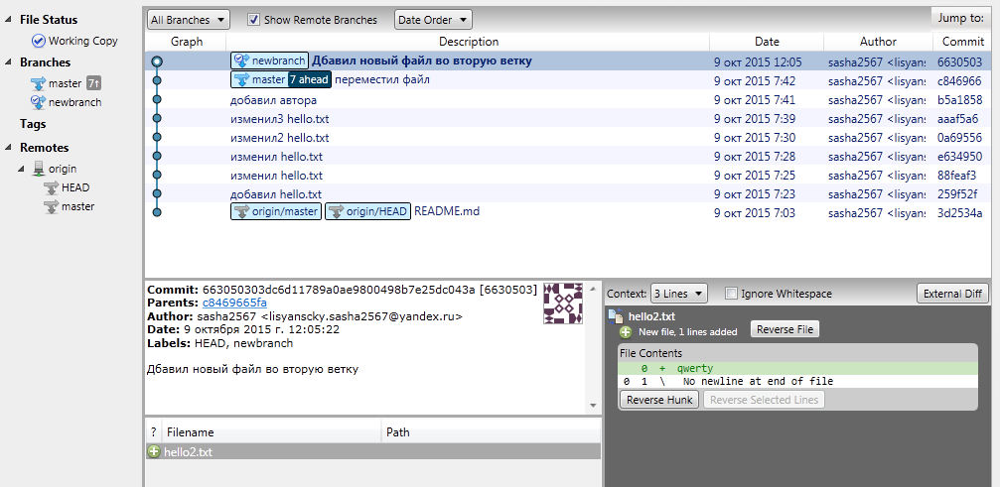 File Status
Working Copy
Branches
master 7↑
newbranch
Tags
Remotes
origin
HEAD
master
All Branches Show Remote Branches Date Order Jump to:
Graph Description Date Author Commit
newbranch Дбавил новый файл во вторую ветку 9 окт 2015 12:05 sasha2567 <lisyans 6630503
master 7 ahead переместил файл 9 окт 2015 7:42 sasha2567 <lisyans c846966
добавил автора 9 окт 2015 7:41 sasha2567 <lisyans b5a1858
изменил3 hello.txt 9 окт 2015 7:39 sasha2567 <lisyans aaaf5a6
изменил2 hello.txt 9 окт 2015 7:30 sasha2567 <lisyans 0a69556
изменил hello.txt 9 окт 2015 7:28 sasha2567 <lisyans e634950
изменил hello.txt 9 окт 2015 7:25 sasha2567 <lisyans 88feaf3
добавил hello.txt 9 окт 2015 7:23 sasha2567 <lisyans 259f52f
origin/master origin/HEAD README.md 9 окт 2015 7:03 sasha2567 <lisyans 3d2534a
Commit: 663050303dc6d11789a0ae9800498b7e25dc043a [6630503]
Parents: c8469665fa
Author: sasha2567 <lisyanscky.sasha2567@yandex.ru>
Date: 9 октября 2015 г. 12:05:22
Labels: HEAD, newbranch
Дбавил новый файл во вторую ветку
? Filename Path
hello2.txt
Context: 3 Lines Ignore Whitespace External Diff
hello2.txt
New file, 1 lines added Reverse File
File Contents
0 + qwerty
0 1 \ No newline at end of file
Reverse Hunk Reverse Selected Lines